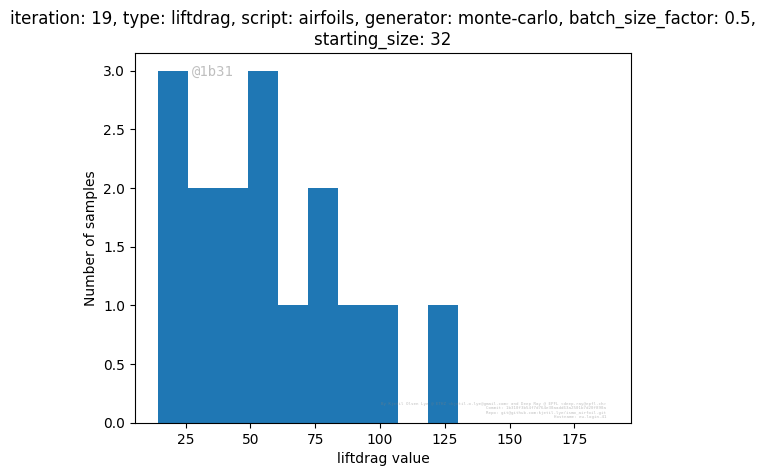 iteration: 19, type: liftdrag, script: airfoils, generator: monte-carlo, batch_size_factor: 0.5,
starting_size: 32
@1b31
3.0
2.5
2.0
1.5
1.0
0.5
0.0
Number of samples
25 50 75 100 125 150 175
liftdrag value